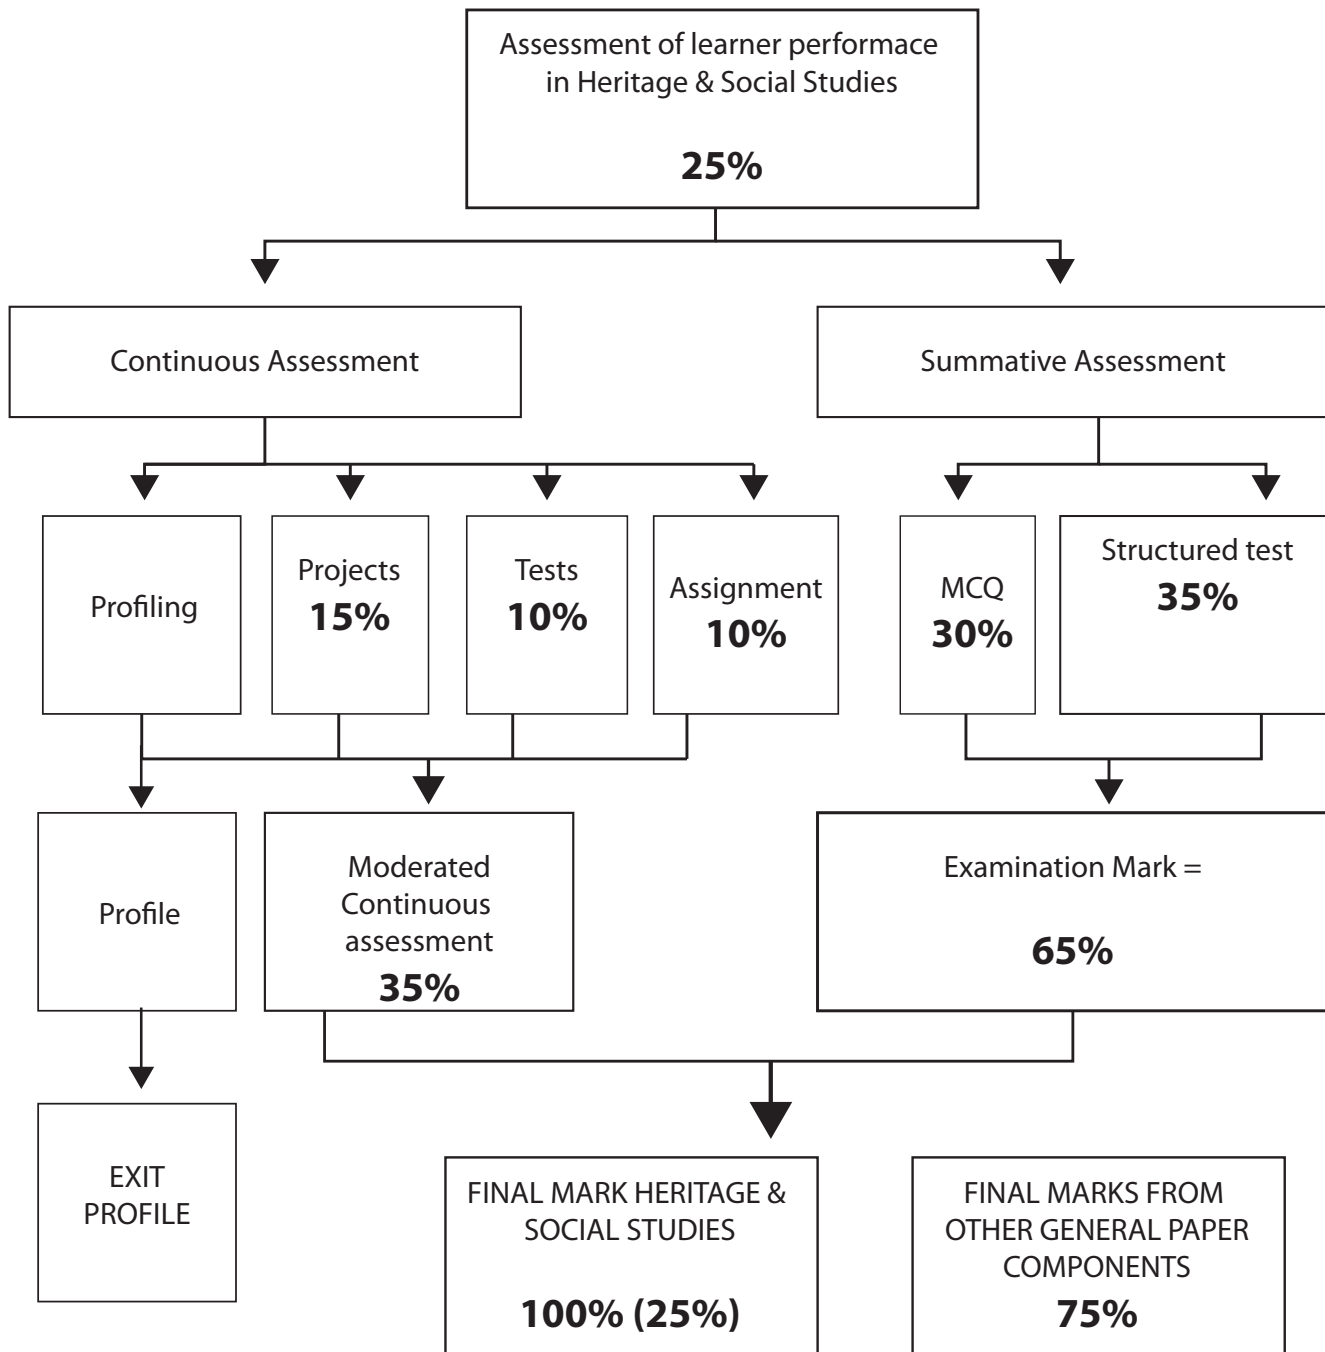 Assessment of learner performace
in Heritage & Social Studies
25%
Continuous Assessment
Summative Assessment
Profiling
Projects
15%
Tests
10%
Assignment
10%
MCQ
30%
Structured test
35%
Profile
Moderated
Continuous
assessment
35%
Examination Mark =
65%
EXIT
PROFILE
FINAL MARK HERITAGE &
SOCIAL STUDIES
100% (25%)
FINAL MARKS FROM
OTHER GENERAL PAPER
COMPONENTS
75%